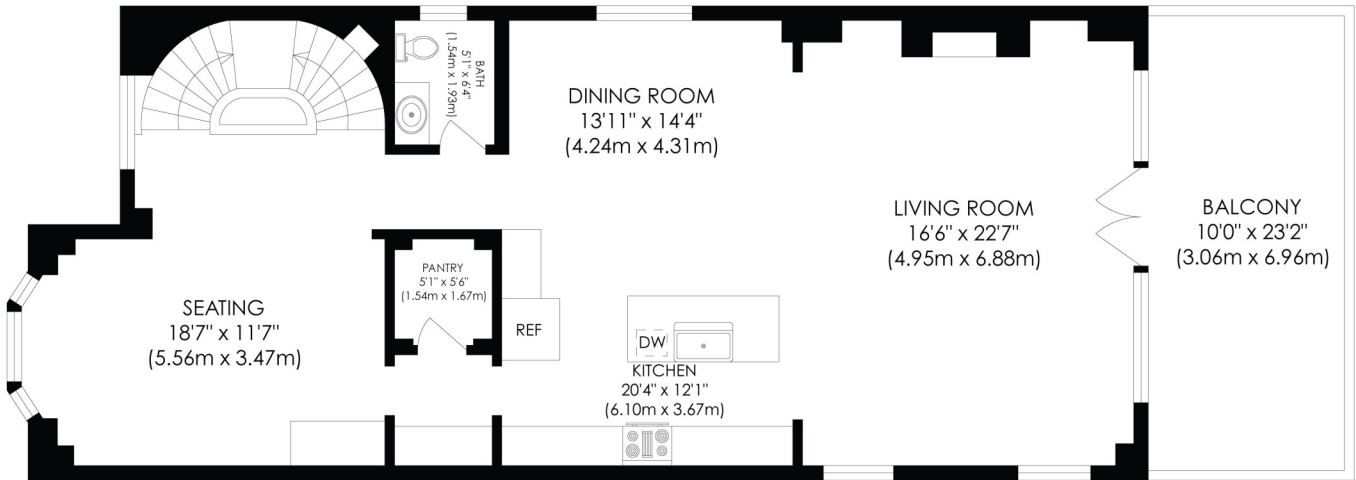 BATH
5'1" x 6'4"
(1.54m x 1.93m)
DINING ROOM
13'11" x 14'4"
(4.24m x 4.31m)
LIVING ROOM
16'6" x 22'7"
(4.95m x 6.88m)
BALCONY
10'0" x 23'2"
(3.06m x 6.96m)
SEATING
18'7" x 11'7"
(5.56m x 3.47m)
PANTRY
5'1" x 5'6"
(1.54m x 1.67m)
REF
DW
KITCHEN
20'4" x 12'1"
(6.10m x 3.67m)